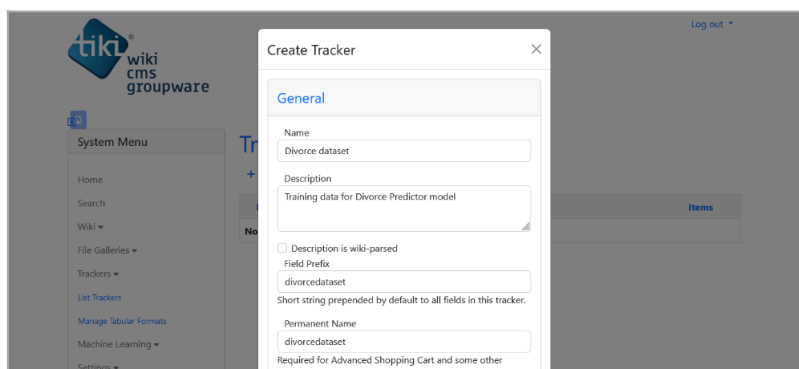 Log out
tiki
wiki
cms
groupware
System Menu
Home
Search
Wiki
File Galleries
Trackers
List Trackers
Manage Tabular Formats
Machine Learning
Settings
Tr
+
Items
No
Create Tracker
General
Name
Divorce dataset
Description
Training data for Divorce Predictor model
Description is wiki-parsed
Field Prefix
divorcedataset
Short string prepended by default to all fields in this tracker.
Permanent Name
divorcedataset
Required for Advanced Shopping Cart and some other